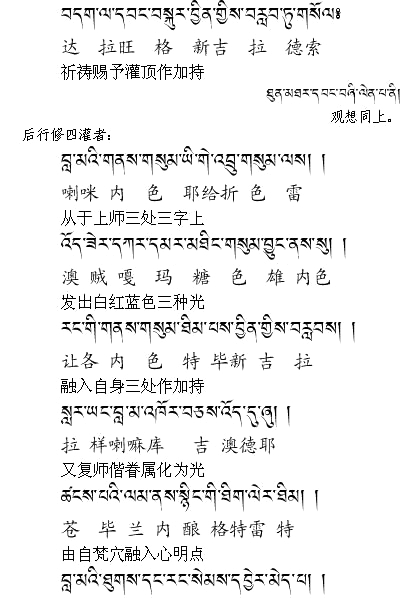 བདག་ལ་དབང་བསྐུར་བྱིན་གྱིས་བརླབ་ཏུ་གསོལ༔
达 拉旺 格 新吉 拉 德索
祈祷赐予灌顶作加持
ཐུན་མཐར་དབང་བཞི་ལེན་པ་ནི།
观想同上。
后行修四灌者：
བླ་མའི་གནས་གསུམ་ཡི་གེ་འབྲུ་གསུམ་ལས། །
喇咪 内 色 耶给折 色 雷
从于上师三处三字上
འོད་ཟེར་དཀར་དམར་མཐིང་གསུམ་བྱུང་ནས་སུ། །
澳 贼 嘎 玛 糖 色 雄 内色
发出白红蓝色三种光
རང་གི་གནས་གསུམ་ཐིམ་པས་བྱིན་གྱིས་བརླབས། །
让各 内 色 特 毕新 吉 拉
融入自身三处作加持
སླར་ཡང་བླ་མ་འཁོར་བཅས་འོད་དུ་ཞུ། །
拉 样喇嘛库 吉 澳德耶
又复师偕眷属化为光
ཚངས་པའི་ལམ་ནས་སྙིང་གི་ཐིག་ལེར་ཐིམ། །
苍 毕 兰 内 酿 格特雷 特
由自梵穴融入心明点
བླ་མའི་ཐུགས་དང་རང་སེམས་དབྱེར་མེད་པ། །